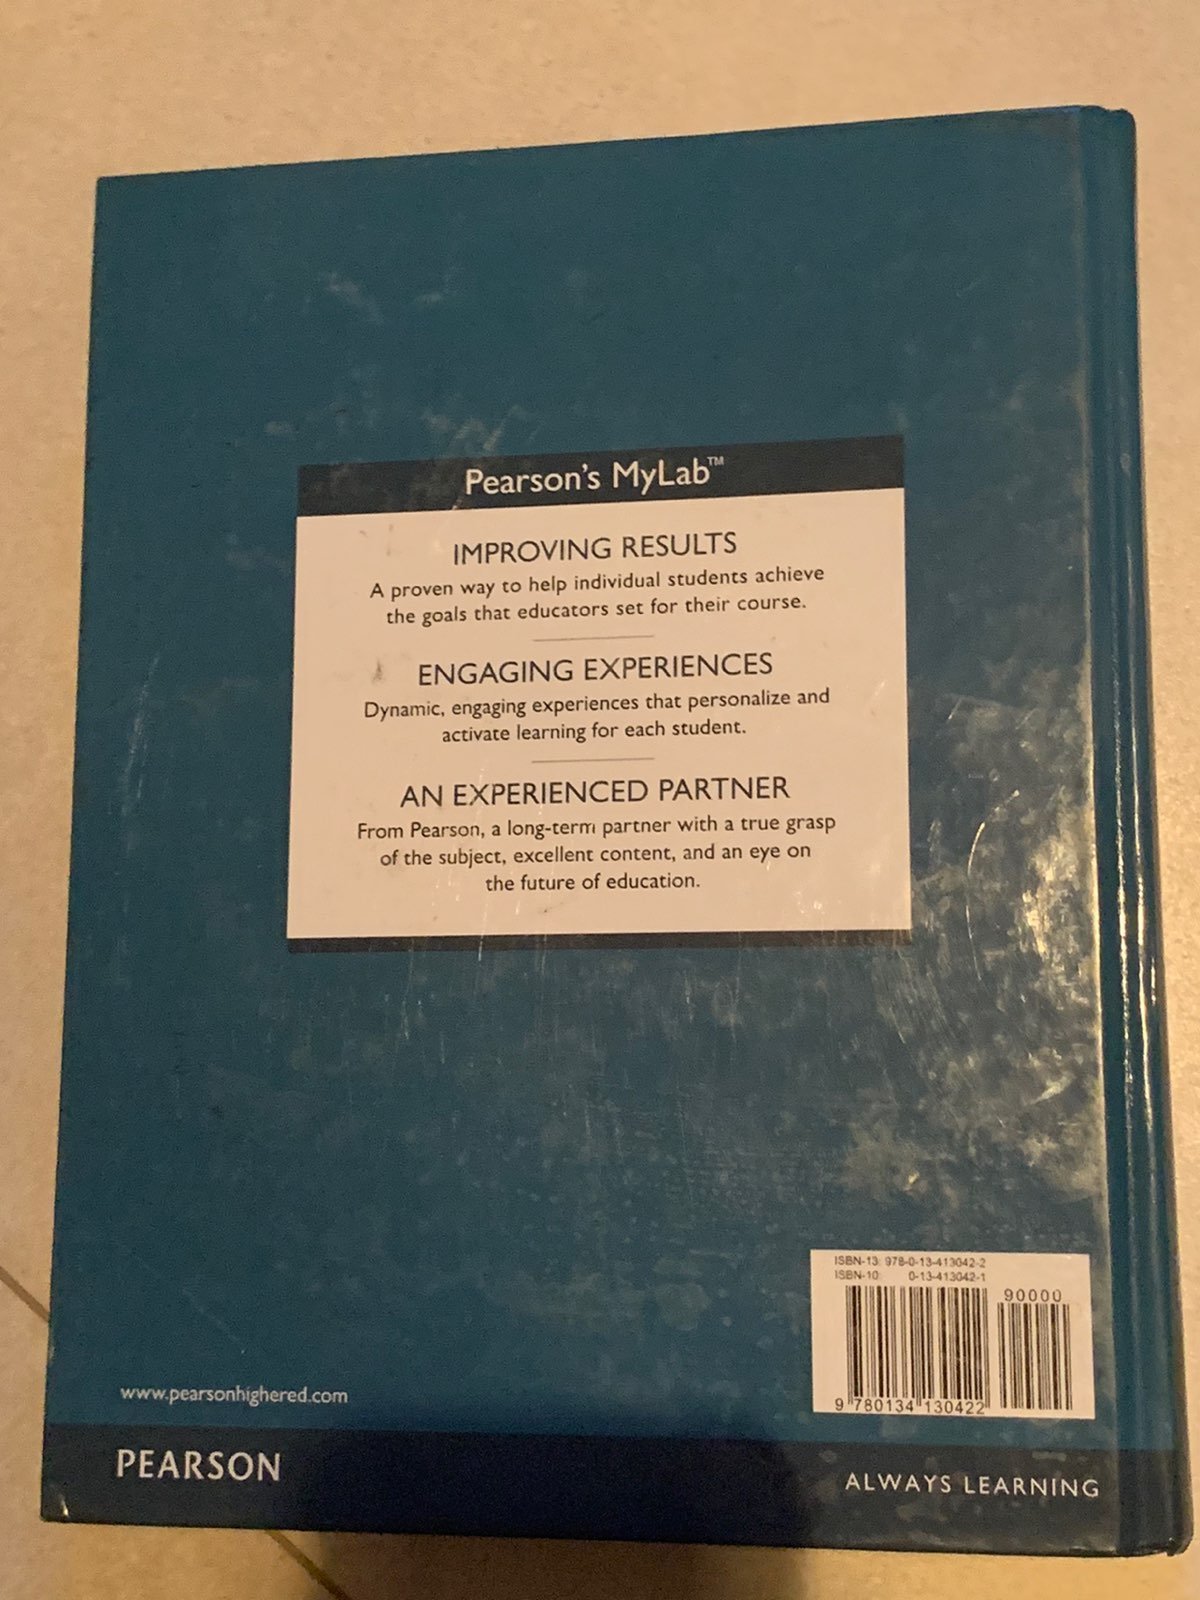 Pearson's MyLab™
IMPROVING RESULTS
A proven way to help individual students achieve
the goals that educators set for their course.
ENGAGING EXPERIENCES
Dynamic, engaging experiences that personalize and
activate learning for each student.
AN EXPERIENCED PARTNER
From Pearson, a long-term partner with a true grasp
of the subject, excellent content, and an eye on
the future of education.
ISBN-13: 978-0-13-413042-2
ISBN-10: 0-13-413042-1
90000
9 780134 130422
www.pearsonhighered.com
PEARSON
ALWAYS LEARNING